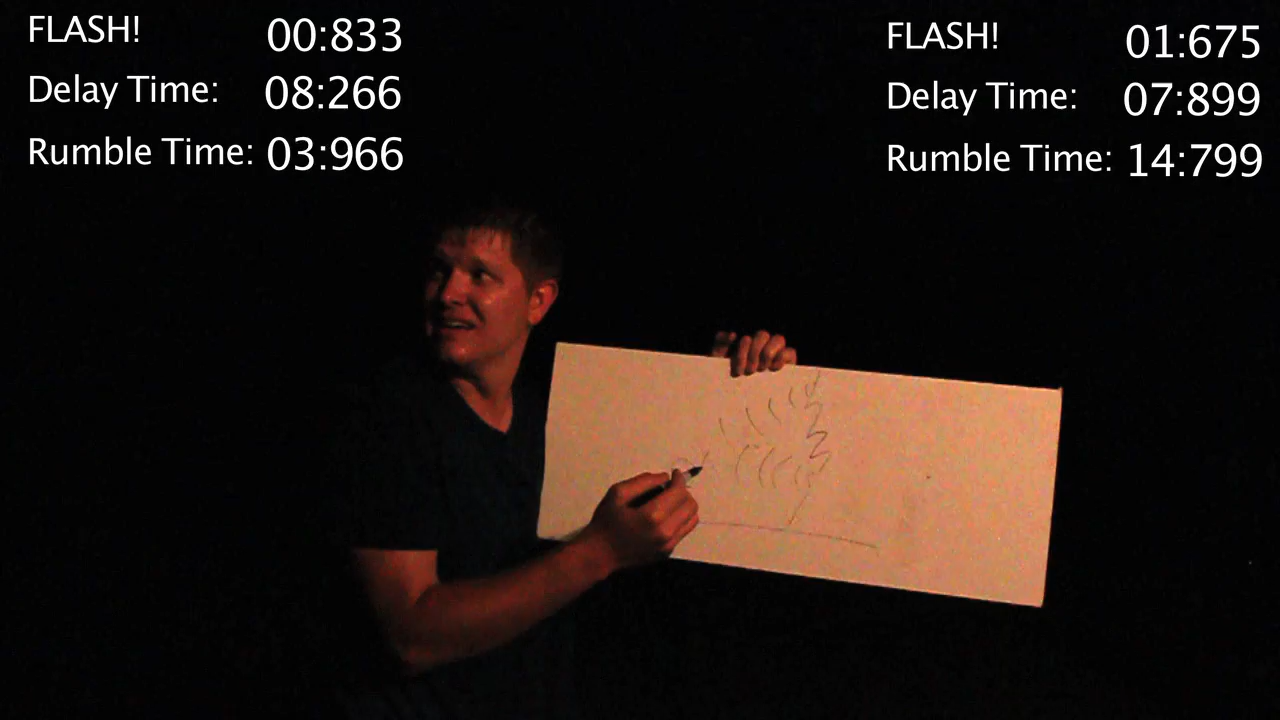 FLASH! 00:833
Delay Time: 08:266
Rumble Time: 03:966
FLASH! 01:675
Delay Time: 07:899
Rumble Time: 14:799